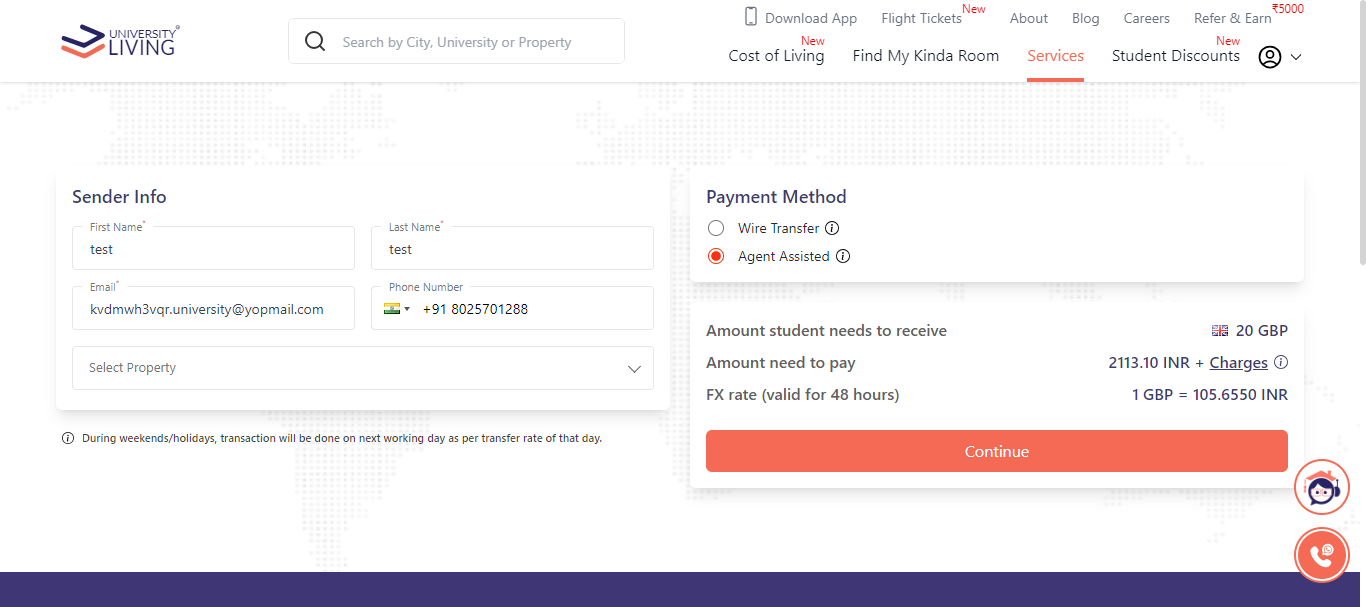 UNIVERSITY
LIVING
Search by City, University or Property
Download App
Flight Tickets
New
About
Blog
Careers
Refer & Earn
₹5000
Cost of Living
New
Find My Kinda Room
Services
Student Discounts
New
Sender Info
First Name*
test
Last Name*
test
Email*
kvdmwh3vqr.university@yopmail.com
Phone Number
+91 8025701288
Select Property
During weekends/holidays, transaction will be done on next working day as per transfer rate of that day.
Payment Method
Wire Transfer
Agent Assisted
Amount student needs to receive
20 GBP
Amount need to pay
2113.10 INR + Charges
FX rate (valid for 48 hours)
1 GBP = 105.6550 INR
Continue